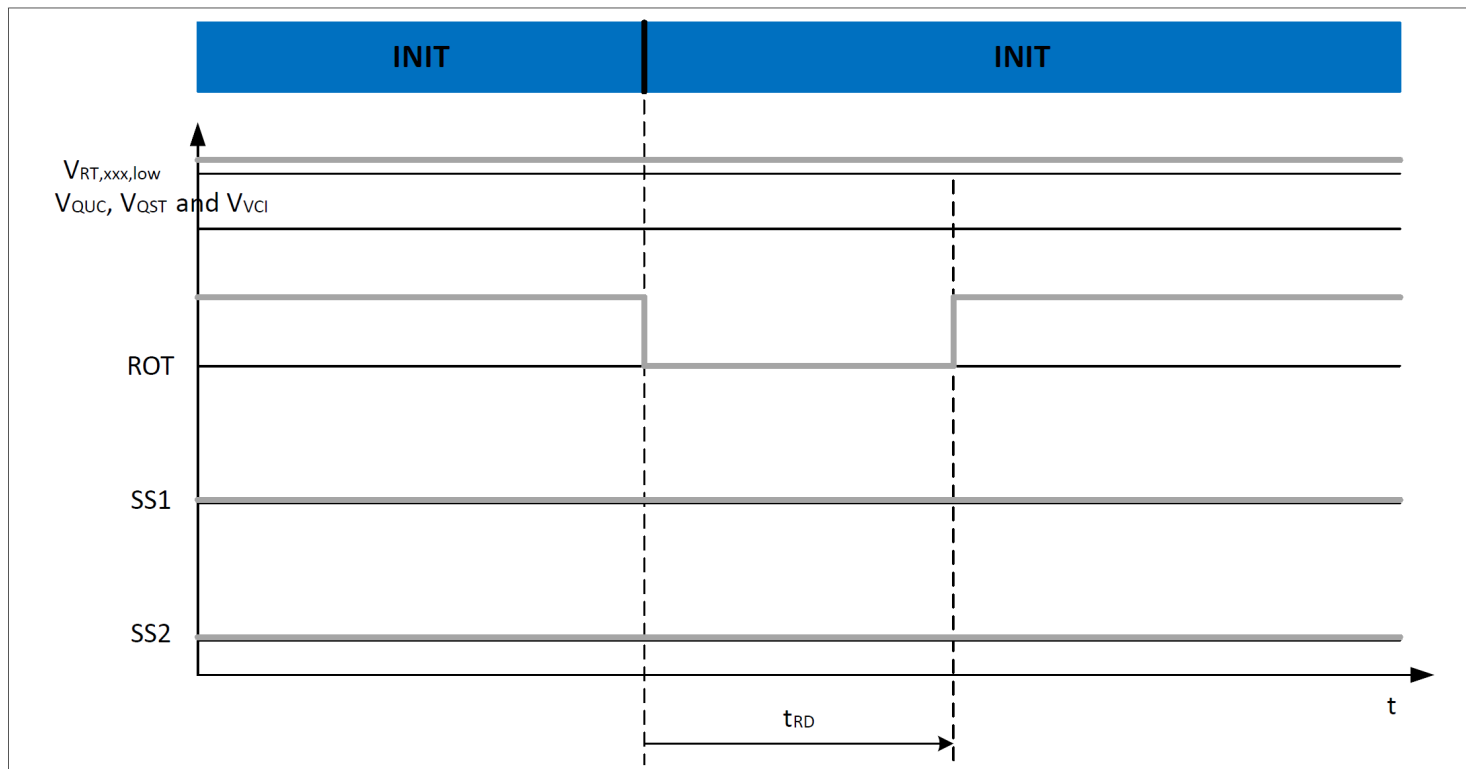 INIT INIT
VRT,xxx,low
VQUC, VQST and VVCI
ROT
SS1
SS2
t
tRD